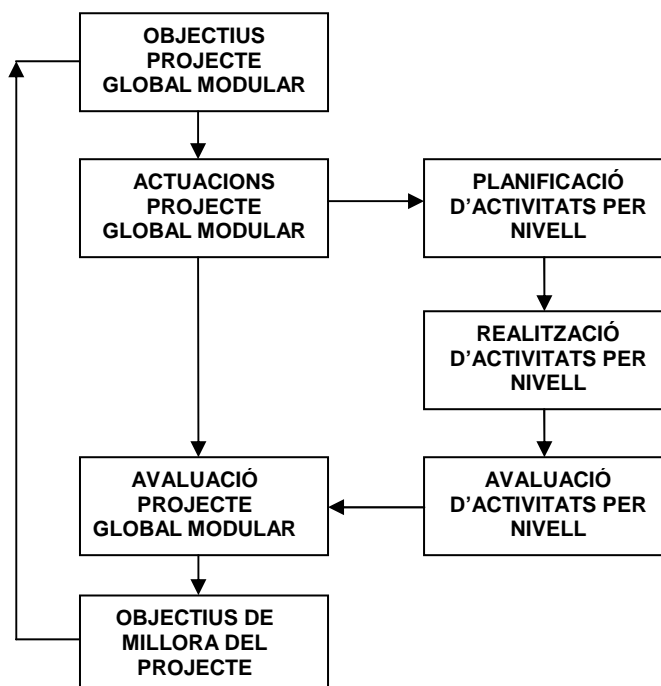 OBJECTIUS
PROJECTE
GLOBAL MODULAR
ACTUACIONS
PROJECTE
GLOBAL MODULAR
PLANIFICACIÓ
D’ACTIVITATS PER
NIVELL
REALITZACIÓ
D’ACTIVITATS PER
NIVELL
AVALUACIÓ
PROJECTE
GLOBAL MODULAR
AVALUACIÓ
D’ACTIVITATS PER
NIVELL
OBJECTIUS DE
MILLORA DEL
PROJECTE